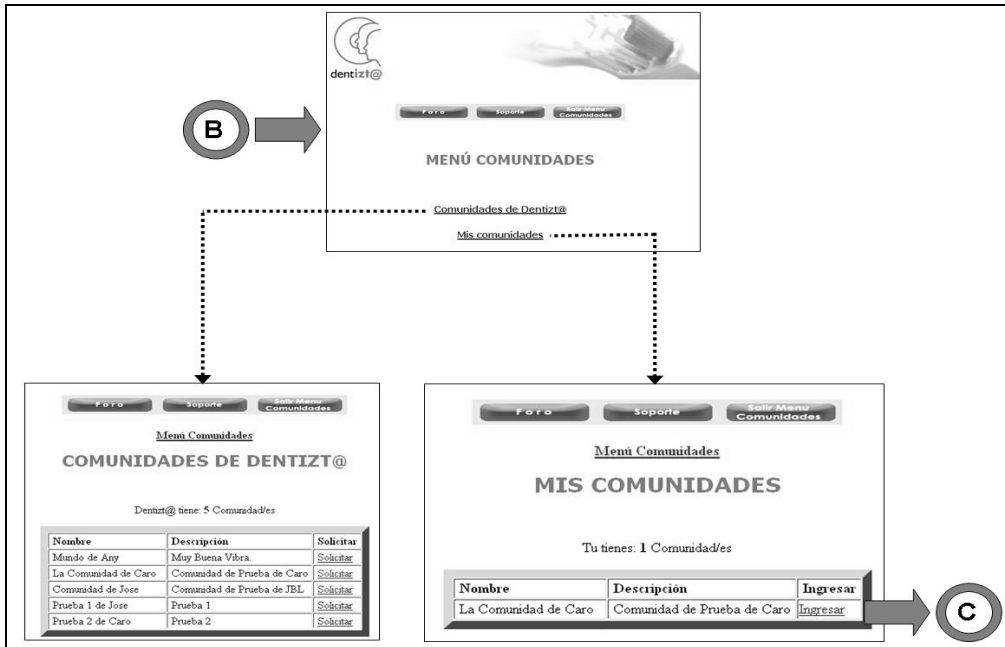 dentizt@
Foro Soporte Salir Menu Comunidades
B
MENÚ COMUNIDADES
Comunidades de Dentizt@
Mis comunidades
Foro Soporte Salir Menu Comunidades
Menú Comunidades
COMUNIDADES DE DENTIZT@
Dentizt@ tiene: 5 Comunidad/es
Nombre Descripción Solicitar
Mundo de Any Muy Buena Vibra. Solicitar
La Comunidad de Caro Comunidad de Prueba de Caro Solicitar
Comunidad de Jose Comunidad de Prueba de JBL Solicitar
Prueba 1 de Jose Prueba 1 Solicitar
Prueba 2 de Caro Prueba 2 Solicitar
Foro Soporte Salir Menu Comunidades
Menú Comunidades
MIS COMUNIDADES
Tu tienes: 1 Comunidad/es
Nombre Descripción Ingresar
La Comunidad de Caro Comunidad de Prueba de Caro Ingresar
C